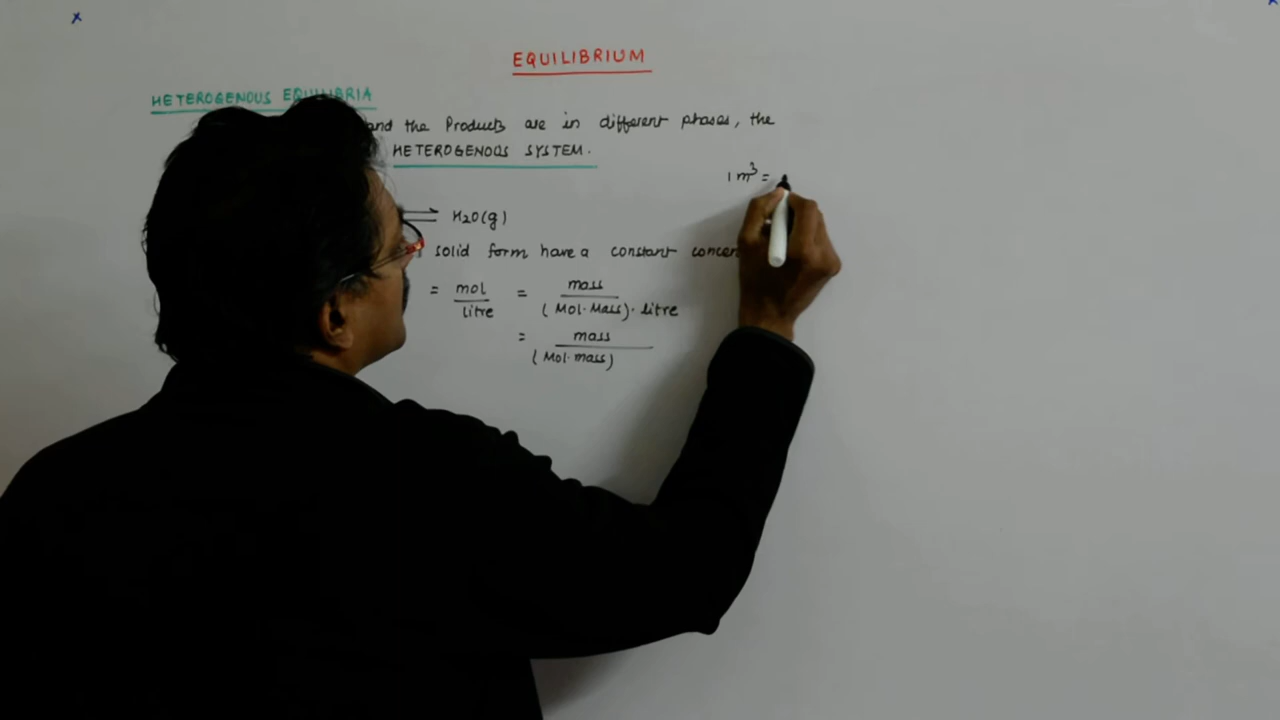 EQUILIBRIUM
HETEROGENOUS EQUILIBRIA
and the Products are in different phases, the
HETEROGENOUS SYSTEM.
1 m³ =
⇌ H2O(g)
solid form have a constant concen
= mol/litre = mass/(Mol. Mass). litre
= mass/(Mol. mass)